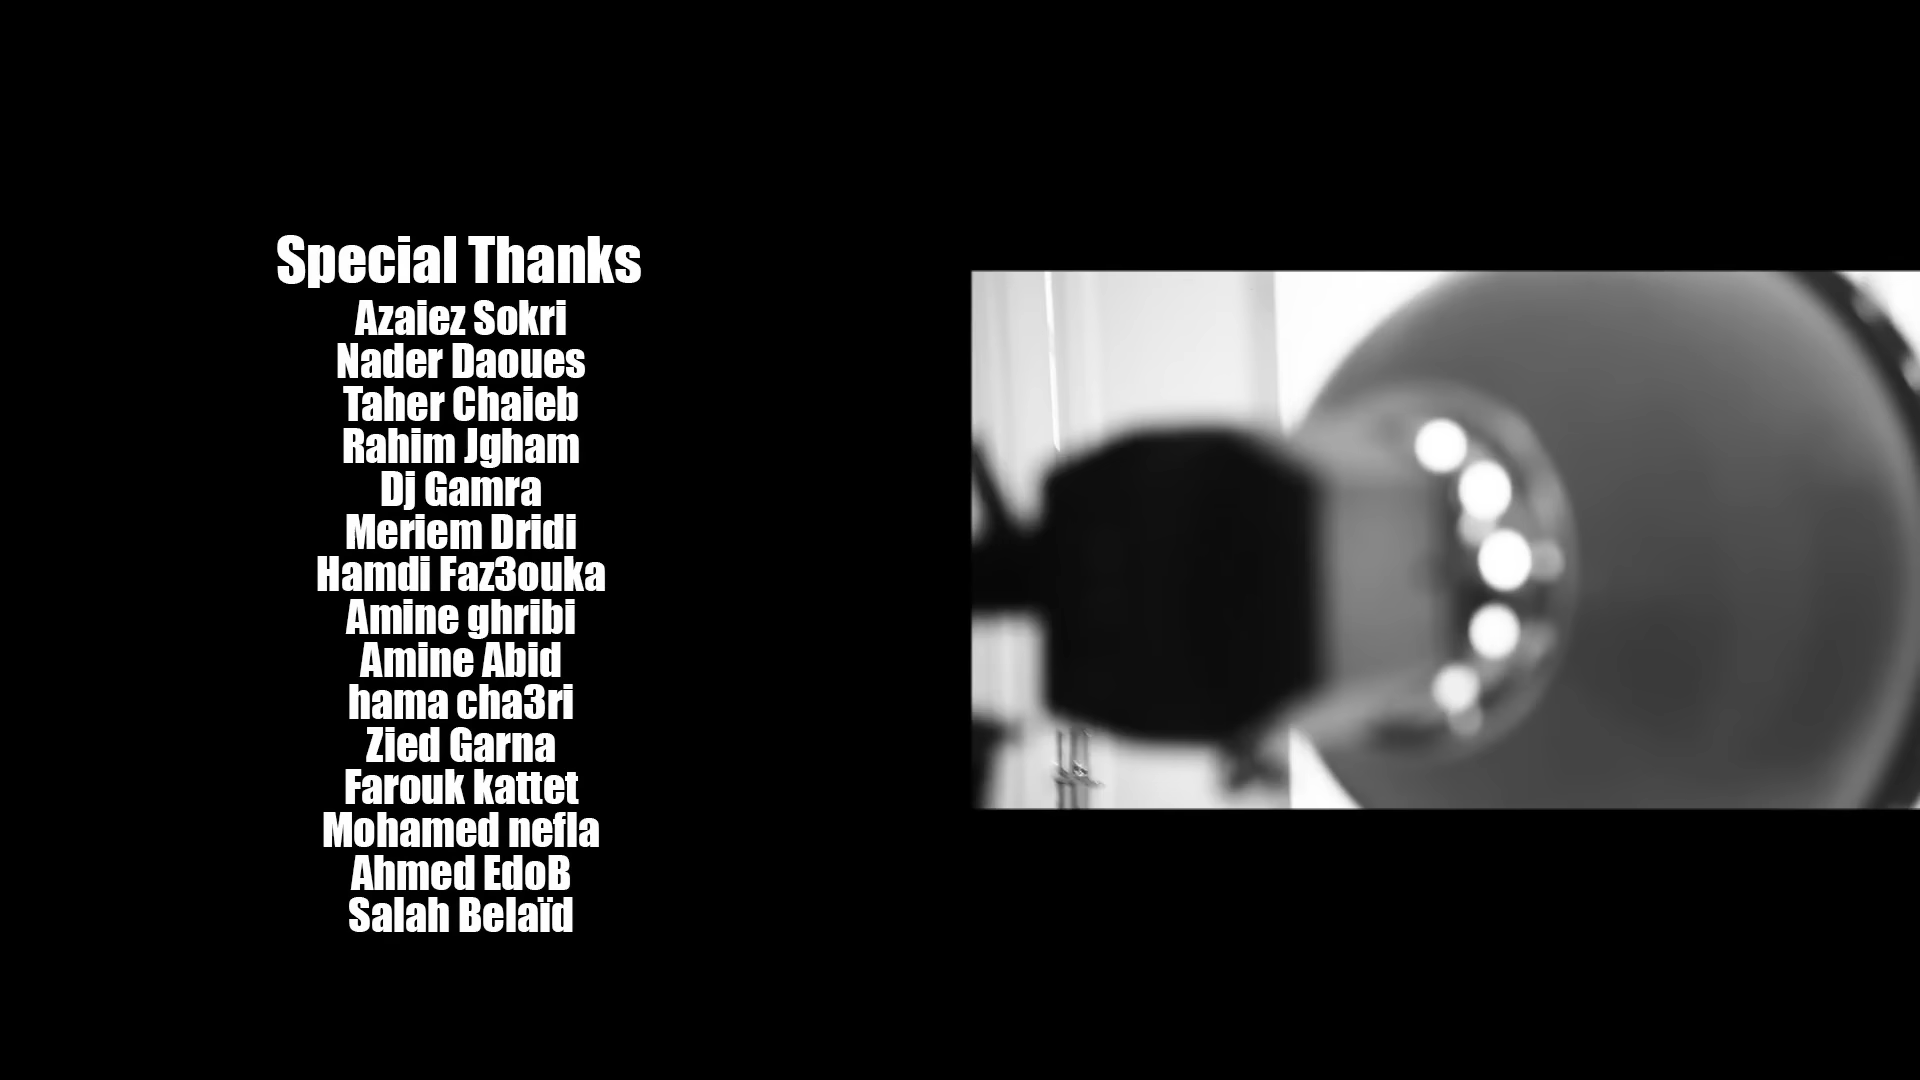 Special Thanks
Azaiez Sokri
Nader Daoues
Taher Chaieb
Rahim Jgham
Dj Gamra
Meriem Dridi
Hamdi Faz3ouka
Amine ghribi
Amine Abid
hama cha3ri
Zied Garna
Farouk kattet
Mohamed nefla
Ahmed EdoB
Salah Belaïd